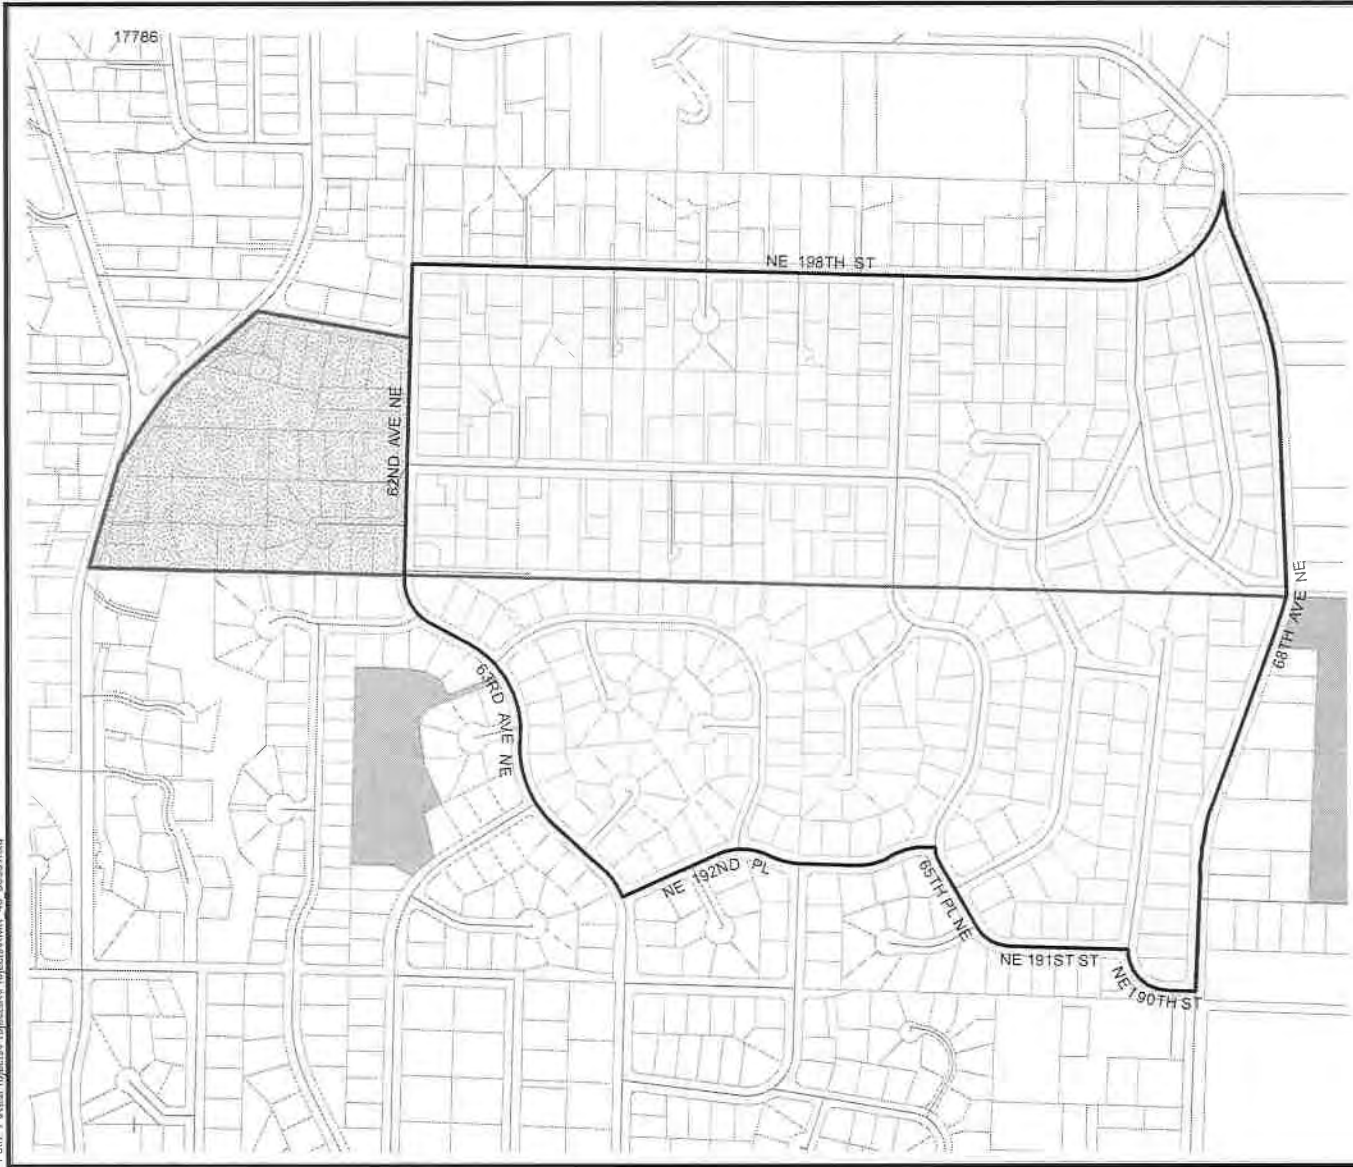 17786
NE 198TH ST
62ND AVE NE
68TH AVE NE
63RD AVE NE
NE 192ND PL
65TH PL NE
NE 191ST ST
NE 190TH ST